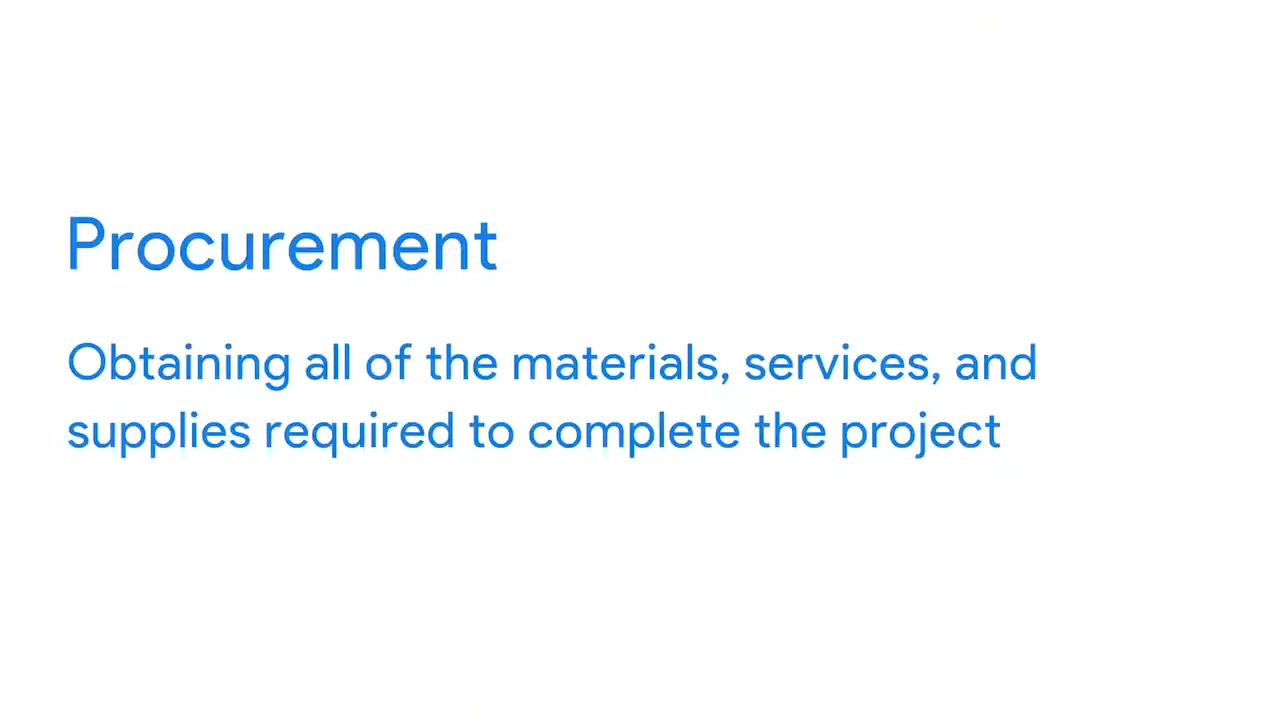 Procurement
Obtaining all of the materials, services, and
supplies required to complete the project